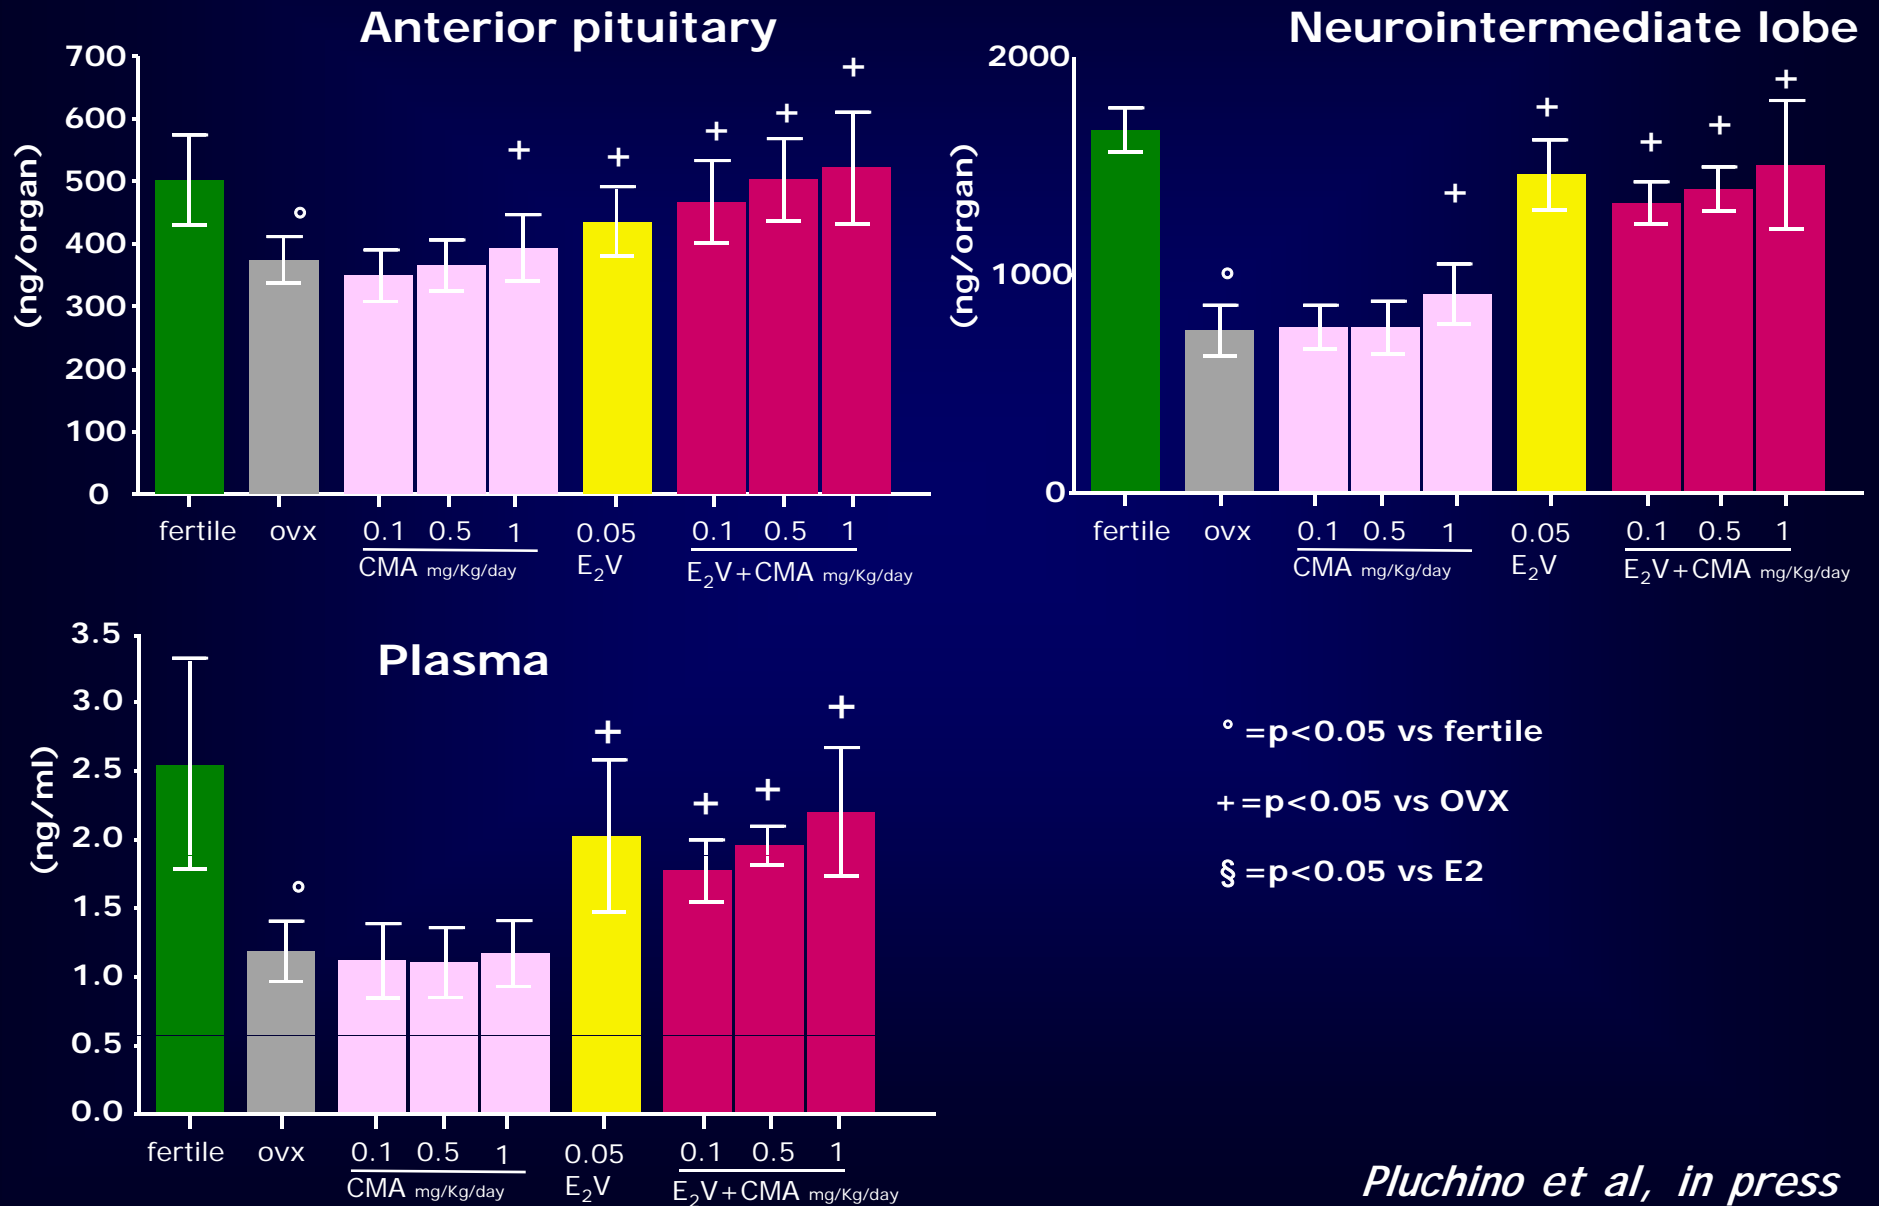 Anterior pituitary
(ng/organ)
700
600
500
400
300
200
100
0
°
+
+
+
+
+
fertile ovx 0.1 0.5 1 0.05 0.1 0.5 1
CMA mg/Kg/day E₂V E₂V+CMA mg/Kg/day
Neurointermediate lobe
(ng/organ)
2000
1000
0
°
+
+
+
+
+
fertile ovx 0.1 0.5 1 0.05 0.1 0.5 1
CMA mg/Kg/day E₂V E₂V+CMA mg/Kg/day
Plasma
(ng/ml)
3.5
3.0
2.5
2.0
1.5
1.0
0.5
0.0
°
+
+
+
+
fertile ovx 0.1 0.5 1 0.05 0.1 0.5 1
CMA mg/Kg/day E₂V E₂V+CMA mg/Kg/day
° =p<0.05 vs fertile
+=p<0.05 vs OVX
§ =p<0.05 vs E2
Pluchino et al, in press